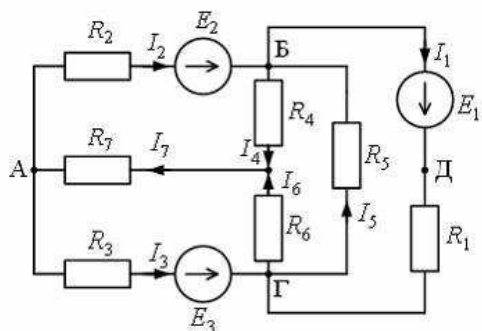 R₂ I₂ E₂ Б I₁
R₄ E₁
А R₇ I₇ I₄ R₅ Д
I₆
R₃ I₃ R₆ I₅ R₁
E₃ Г